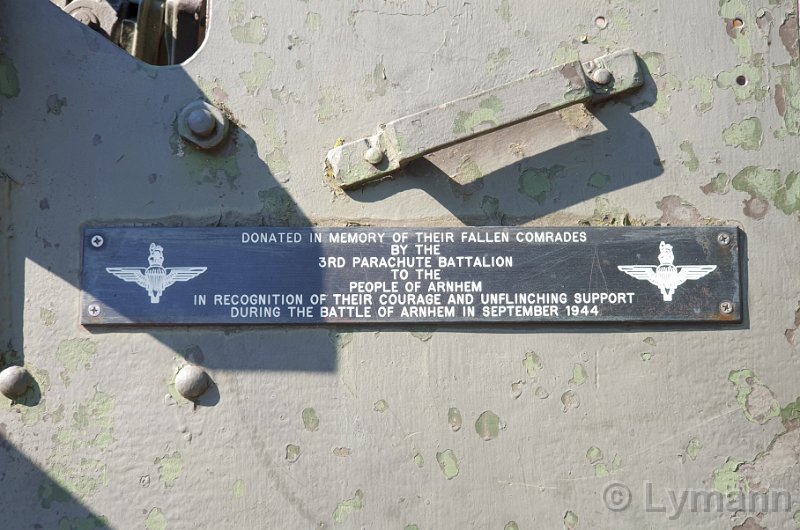 DONATED IN MEMORY OF THEIR FALLEN COMRADES
BY THE
3RD PARACHUTE BATTALION
TO THE
PEOPLE OF ARNHEM
IN RECOGNITION OF THEIR COURAGE AND UNFLINCHING SUPPORT
DURING THE BATTLE OF ARNHEM IN SEPTEMBER 1944
© Lymann